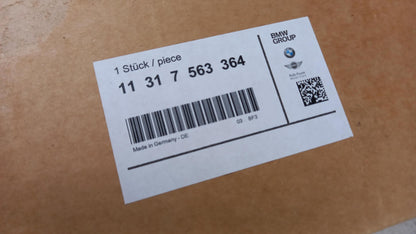 1 Stück / piece
11 31 7 563 364
Made in Germany - DE
03 BF3
BMW
GROUP